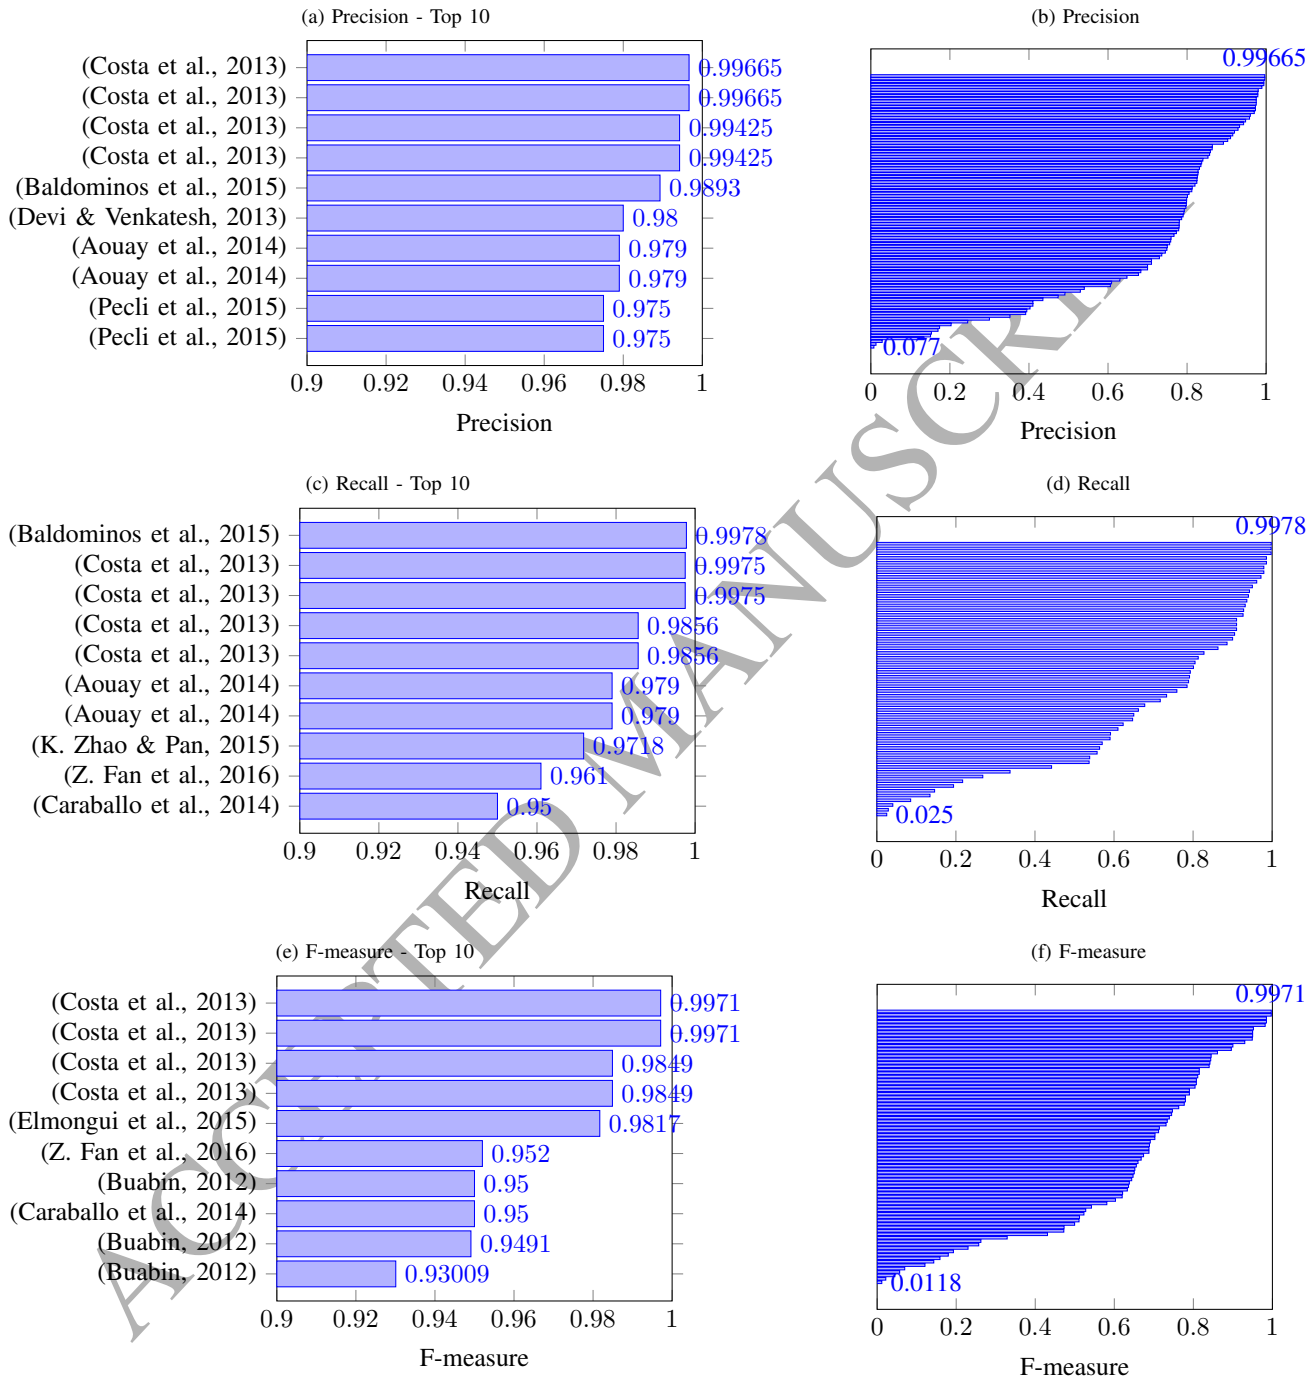 (a) Precision - Top 10
(Costa et al., 2013) 0.99665
(Costa et al., 2013) 0.99665
(Costa et al., 2013) 0.99425
(Costa et al., 2013) 0.99425
(Baldominos et al., 2015) 0.9893
(Devi & Venkatesh, 2013) 0.98
(Aouay et al., 2014) 0.979
(Aouay et al., 2014) 0.979
(Pecli et al., 2015) 0.975
(Pecli et al., 2015) 0.975
0.9 0.92 0.94 0.96 0.98 1
Precision
(b) Precision
0.99665
0.077
0 0.2 0.4 0.6 0.8 1
Precision
(c) Recall - Top 10
(Baldominos et al., 2015) 0.9978
(Costa et al., 2013) 0.9975
(Costa et al., 2013) 0.9975
(Costa et al., 2013) 0.9856
(Costa et al., 2013) 0.9856
(Aouay et al., 2014) 0.979
(Aouay et al., 2014) 0.979
(K. Zhao & Pan, 2015) 0.9718
(Z. Fan et al., 2016) 0.961
(Caraballo et al., 2014) 0.95
0.9 0.92 0.94 0.96 0.98 1
Recall
(d) Recall
0.9978
0.025
0 0.2 0.4 0.6 0.8 1
Recall
(e) F-measure - Top 10
(Costa et al., 2013) 0.9971
(Costa et al., 2013) 0.9971
(Costa et al., 2013) 0.9849
(Costa et al., 2013) 0.9849
(Elmongui et al., 2015) 0.9817
(Z. Fan et al., 2016) 0.952
(Buabin, 2012) 0.95
(Caraballo et al., 2014) 0.95
(Buabin, 2012) 0.9491
(Buabin, 2012) 0.93009
0.9 0.92 0.94 0.96 0.98 1
F-measure
(f) F-measure
0.9971
0.0118
0 0.2 0.4 0.6 0.8 1
F-measure
ACCEPTED MANUSCRIPT